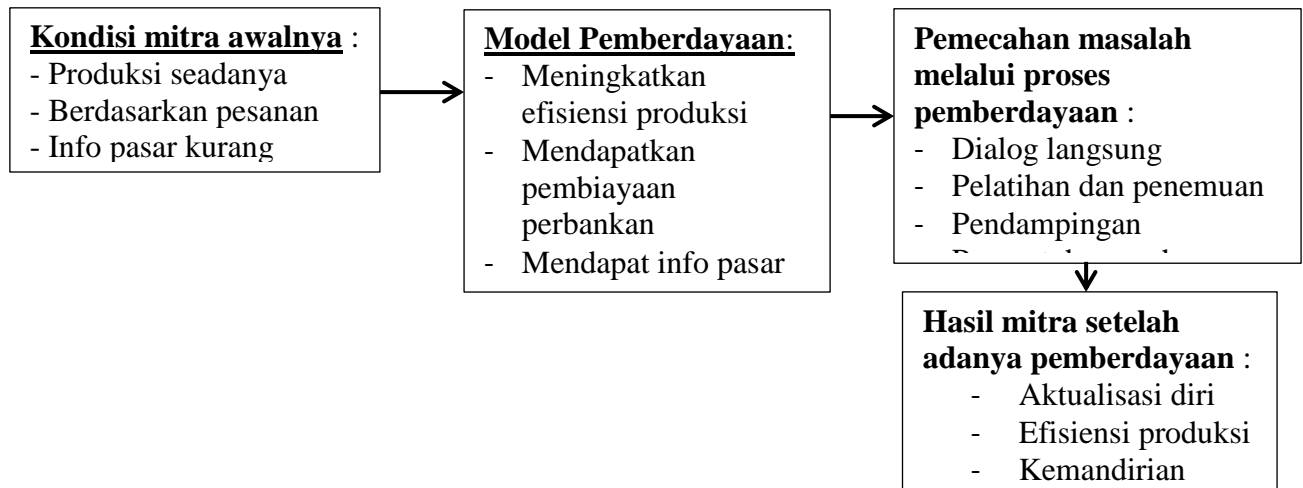 Kondisi mitra awalnya :
- Produksi seadanya
- Berdasarkan pesanan
- Info pasar kurang
Model Pemberdayaan:
- Meningkatkan
efisiensi produksi
- Mendapatkan
pembiayaan
perbankan
- Mendapat info pasar
Pemecahan masalah
melalui proses
pemberdayaan :
- Dialog langsung
- Pelatihan dan penemuan
- Pendampingan
Hasil mitra setelah
adanya pemberdayaan :
- Aktualisasi diri
- Efisiensi produksi
- Kemandirian